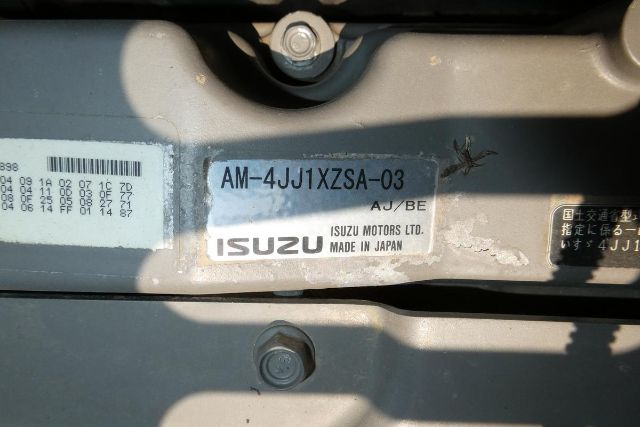 898
04 09 1A 02 07 1C 7D
04 04 11 0D 03 0F 77
08 0F 25 05 08 27 71
04 06 14 FF 01 14 87
AM-4JJ1XZSA-03
AJ/BE
ISUZU
ISUZU MOTORS LTD.
MADE IN JAPAN
国土交通省型
指定に係る一
いすゞ4JJ1